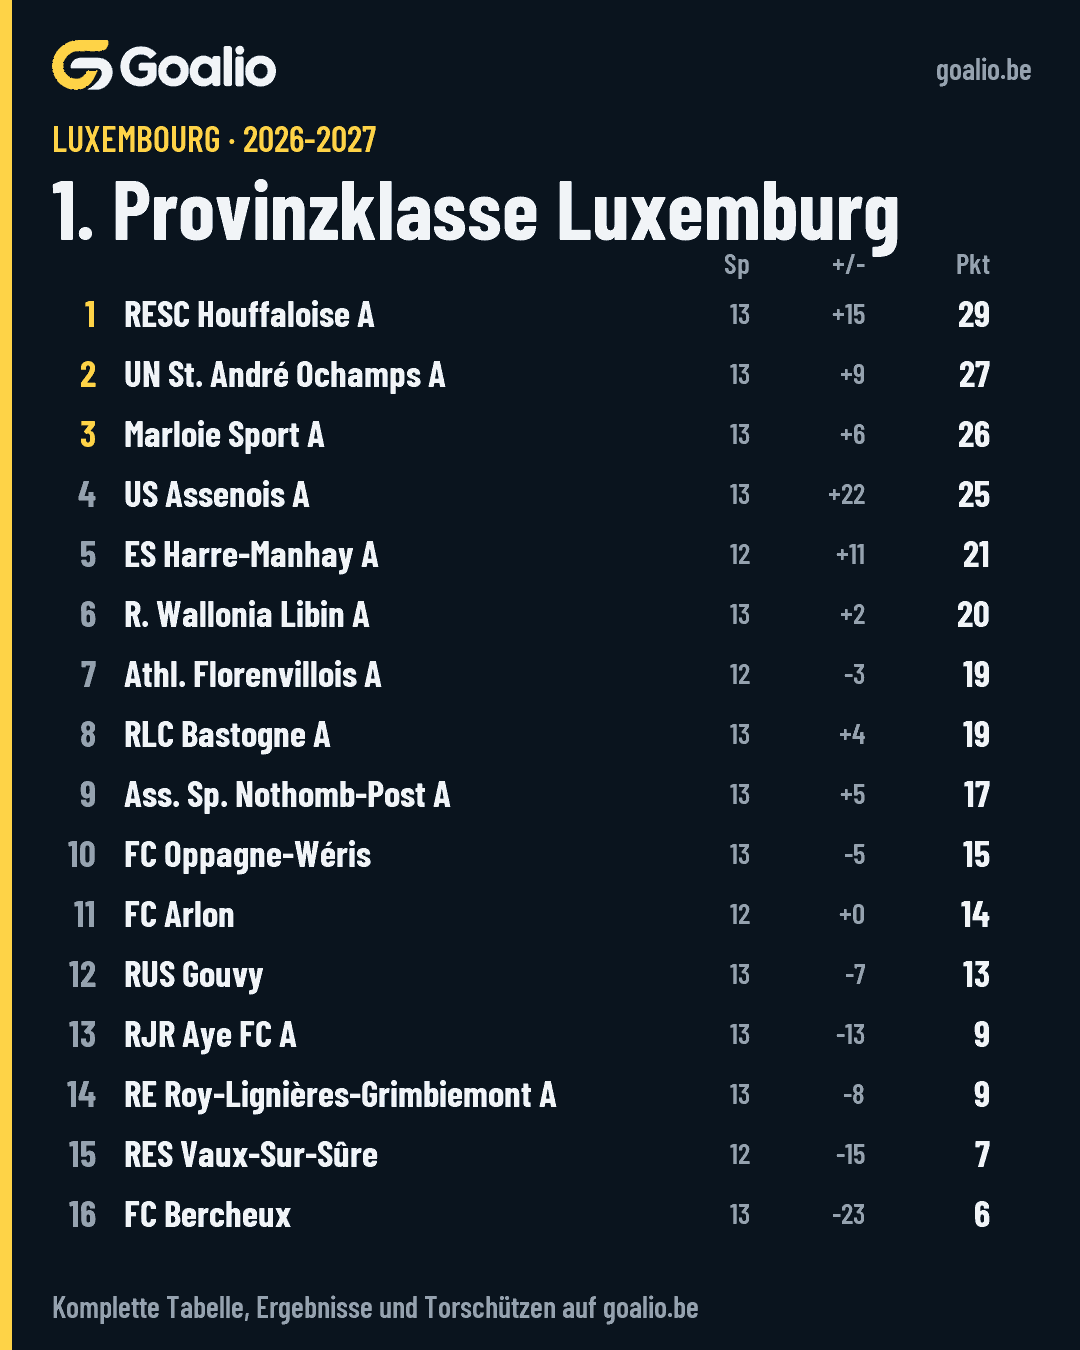 Goalio
goalio.be
LUXEMBOURG · 2026-2027
1. Provinzklasse Luxemburg
Sp +/- Pkt
1 RESC Houffaloise A 13 +15 29
2 UN St. André Ochamps A 13 +9 27
3 Marloie Sport A 13 +6 26
4 US Assenois A 13 +22 25
5 ES Harre-Manhay A 12 +11 21
6 R. Wallonia Libin A 13 +2 20
7 Athl. Florenvillois A 12 -3 19
8 RLC Bastogne A 13 +4 19
9 Ass. Sp. Nothomb-Post A 13 +5 17
10 FC Oppagne-Wéris 13 -5 15
11 FC Arlon 12 +0 14
12 RUS Gouvy 13 -7 13
13 RJR Aye FC A 13 -13 9
14 RE Roy-Lignières-Grimbiemont A 13 -8 9
15 RES Vaux-Sur-Sûre 12 -15 7
16 FC Bercheux 13 -23 6
Komplette Tabelle, Ergebnisse und Torschützen auf goalio.be